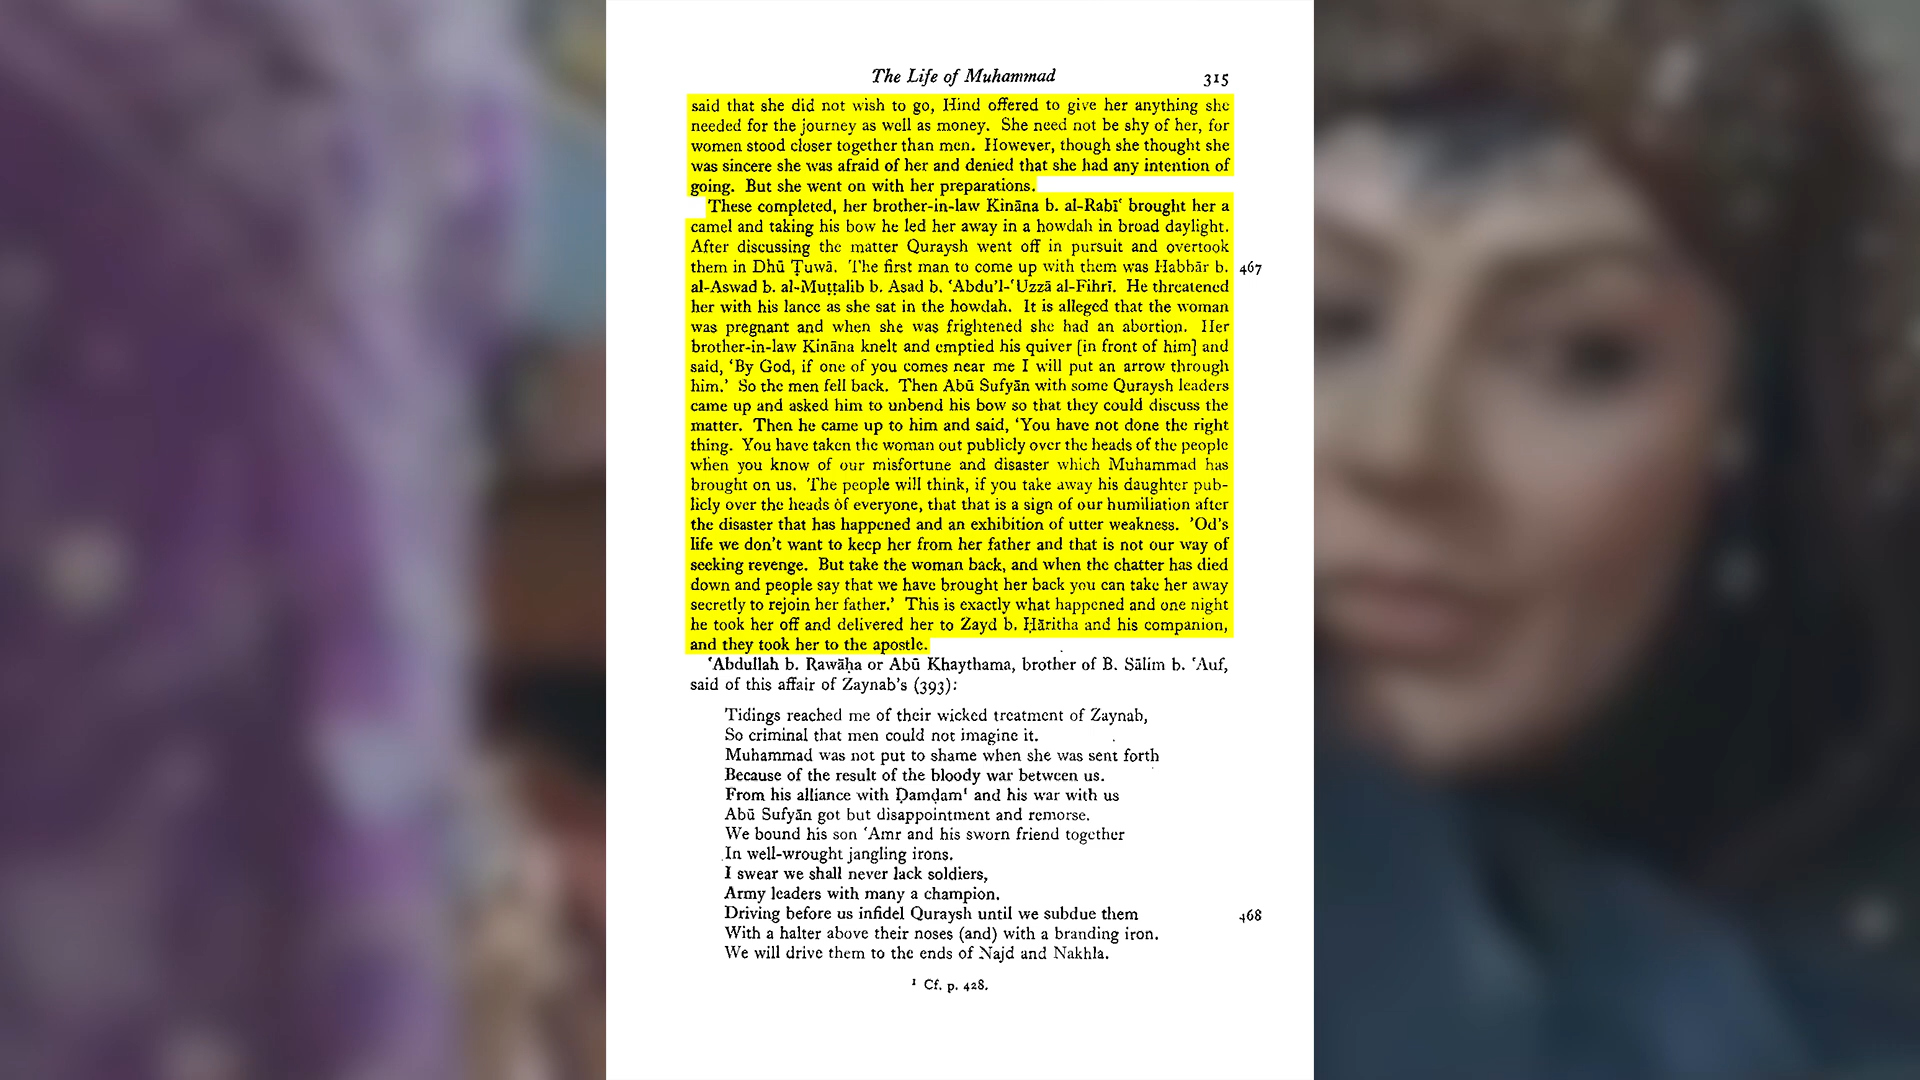 The Life of Muhammad 315
said that she did not wish to go, Hind offered to give her anything she
needed for the journey as well as money. She need not be shy of her, for
women stood closer together than men. However, though she thought she
was sincere she was afraid of her and denied that she had any intention of
going. But she went on with her preparations.
These completed, her brother-in-law Kināna b. al-Rabīʿ brought her a
camel and taking his bow he led her away in a howdah in broad daylight.
After discussing the matter Quraysh went off in pursuit and overtook
them in Dhū Ṭuwā. The first man to come up with them was Habbār b. 467
al-Aswad b. al-Muṭṭalib b. Asad b. ʿAbdu'l-ʿUzzā al-Fihrī. He threatened
her with his lance as she sat in the howdah. It is alleged that the woman
was pregnant and when she was frightened she had an abortion. Her
brother-in-law Kināna knelt and emptied his quiver [in front of him] and
said, 'By God, if one of you comes near me I will put an arrow through
him.' So the men fell back. Then Abū Sufyān with some Quraysh leaders
came up and asked him to unbend his bow so that they could discuss the
matter. Then he came up to him and said, 'You have not done the right
thing. You have taken the woman out publicly over the heads of the people
when you know of our misfortune and disaster which Muhammad has
brought on us. The people will think, if you take away his daughter pub-
licly over the heads of everyone, that that is a sign of our humiliation after
the disaster that has happened and an exhibition of utter weakness. 'Od's
life we don't want to keep her from her father and that is not our way of
seeking revenge. But take the woman back, and when the chatter has died
down and people say that we have brought her back you can take her away
secretly to rejoin her father.' This is exactly what happened and one night
he took her off and delivered her to Zayd b. Ḥāritha and his companion,
and they took her to the apostle.
ʿAbdullah b. Rawāḥa or Abū Khaythama, brother of B. Sālim b. ʿAuf,
said of this affair of Zaynab's (393):
Tidings reached me of their wicked treatment of Zaynab,
So criminal that men could not imagine it.
Muhammad was not put to shame when she was sent forth
Because of the result of the bloody war between us.
From his alliance with Ḍamḍam¹ and his war with us
Abū Sufyān got but disappointment and remorse.
We bound his son ʿAmr and his sworn friend together
In well-wrought jangling irons.
I swear we shall never lack soldiers,
Army leaders with many a champion.
Driving before us infidel Quraysh until we subdue them 468
With a halter above their noses (and) with a branding iron.
We will drive them to the ends of Najd and Nakhla.
¹ Cf. p. 428.